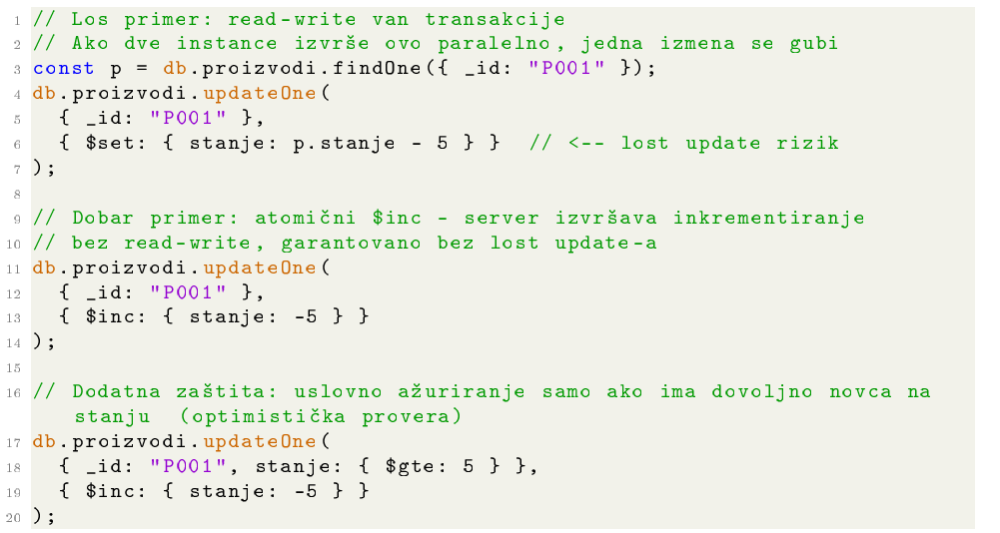 1 // Los primer: read-write van transakcije
2 // Ako dve instance izvrše ovo paralelno, jedna izmena se gubi
3 const p = db.proizvodi.findOne({ _id: "P001" });
4 db.proizvodi.updateOne(
5   { _id: "P001" },
6   { $set: { stanje: p.stanje - 5 } }  // <-- lost update rizik
7 );
8
9 // Dobar primer: atomični $inc - server izvršava inkrementiranje
10 // bez read-write, garantovano bez lost update-a
11 db.proizvodi.updateOne(
12   { _id: "P001" },
13   { $inc: { stanje: -5 } }
14 );
15
16 // Dodatna zaštita: uslovno ažuriranje samo ako ima dovoljno novca na
stanju  (optimistička provera)
17 db.proizvodi.updateOne(
18   { _id: "P001", stanje: { $gte: 5 } },
19   { $inc: { stanje: -5 } }
20 );